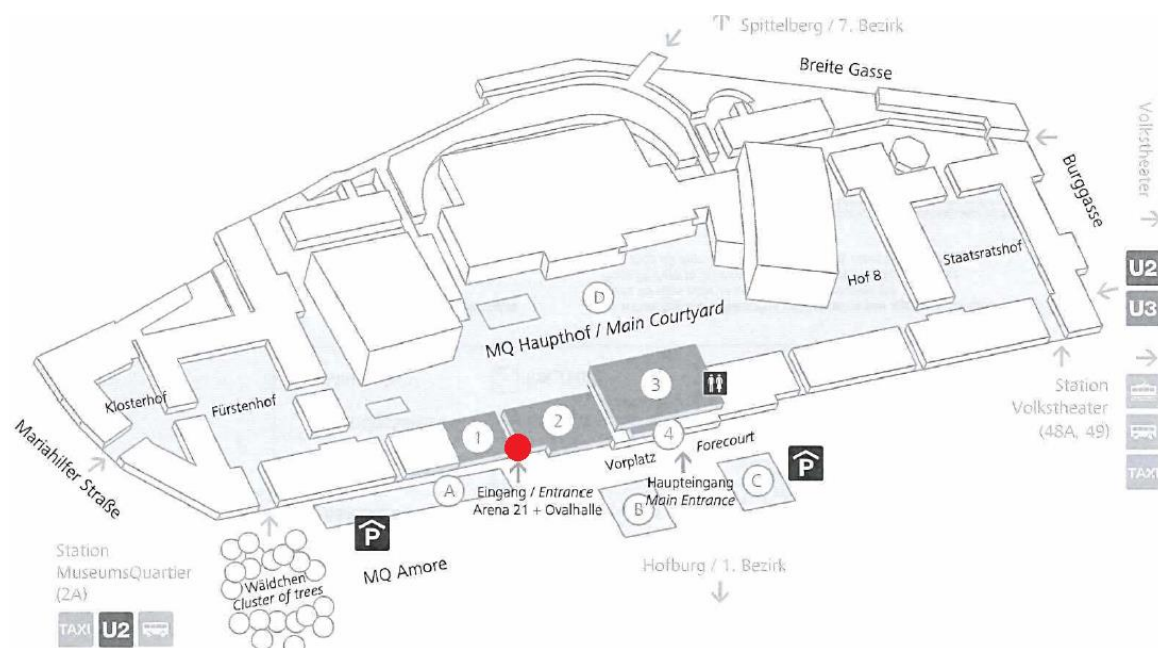 Spittelberg / 7. Bezirk
Breite Gasse
Volkstheater
Burggasse
U2
U3
Staatsratshof
Hof 8
D
MQ Haupthof / Main Courtyard
3
Klosterhof
Fürstenhof
1
2
4
Forecourt
Vorplatz
Station
Volkstheater
(48A, 49)
TAXI
Mariahilfer Straße
A
Eingang / Entrance
Arena 21 + Ovalhalle
Haupteingang
Main Entrance
B
C
P
P
MQ Amore
Hofburg / 1. Bezirk
Station
MuseumsQuartier
(2A)
TAXI
U2
Wäldchen
Cluster of trees